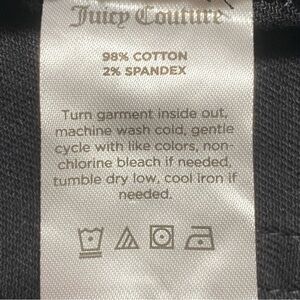 Juicy Couture
98% COTTON
2% SPANDEX
Turn garment inside out,
machine wash cold, gentle
cycle with like colors, non-
chlorine bleach if needed,
tumble dry low, cool iron if
needed.